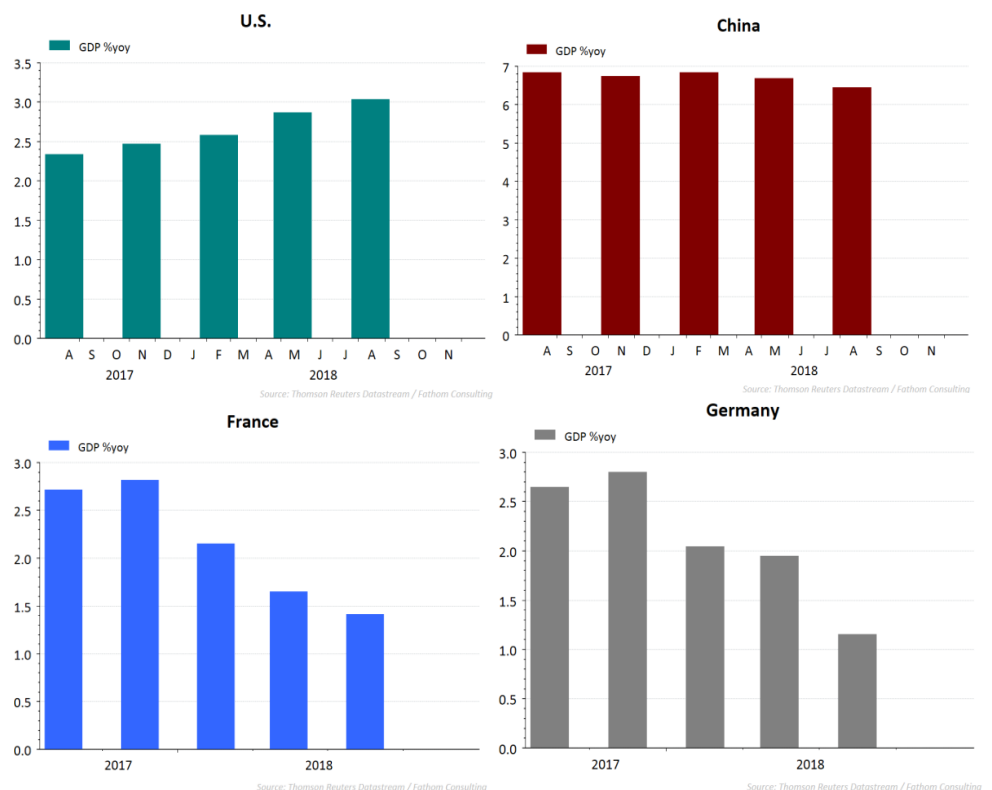 U.S.
GDP %yoy
3.5
3.0
2.5
2.0
1.5
1.0
0.5
0.0
A S O N D J F M A M J J A S O N
2017 2018
Source: Thomson Reuters Datastream / Fathom Consulting
China
GDP %yoy
7
6
5
4
3
2
1
0
A S O N D J F M A M J J A S O N
2017 2018
Source: Thomson Reuters Datastream / Fathom Consulting
France
GDP %yoy
3.0
2.5
2.0
1.5
1.0
0.5
0.0
2017 2018
Source: Thomson Reuters Datastream / Fathom Consulting
Germany
GDP %yoy
3.0
2.5
2.0
1.5
1.0
0.5
0.0
2017 2018
Source: Thomson Reuters Datastream / Fathom Consulting